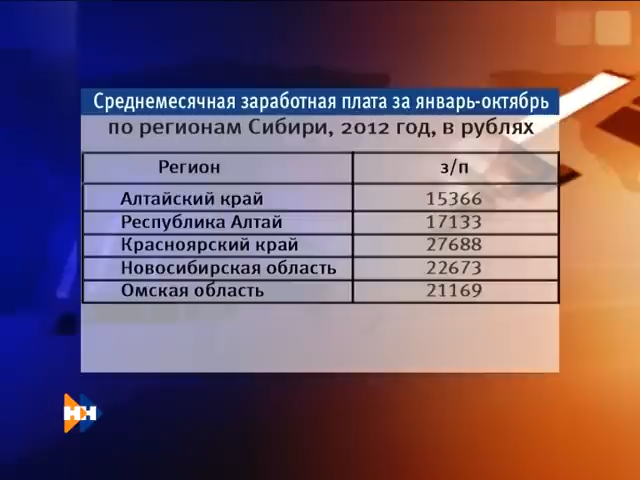 Среднемесячная заработная плата за январь-октябрь
по регионам Сибири, 2012 год, в рублях
Регион з/п
Алтайский край 15366
Республика Алтай 17133
Красноярский край 27688
Новосибирская область 22673
Омская область 21169
НН